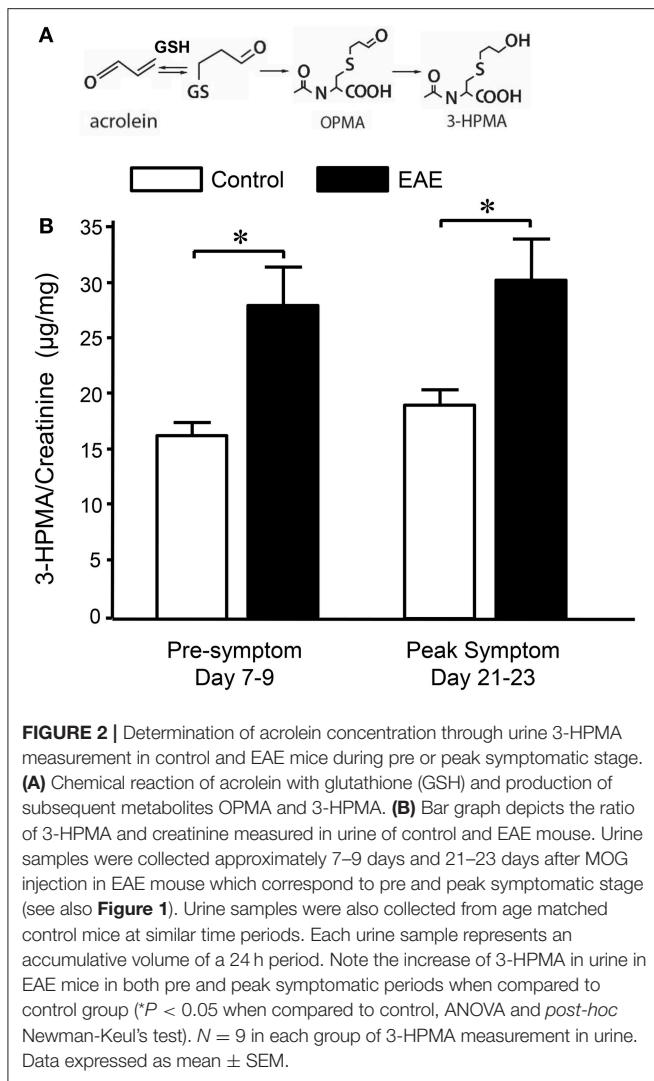 A
GSH
O
O
GS
acrolein
O
S
O
N
COOH
OPMA
OH
S
O
N
COOH
3-HPMA
Control
EAE
B
3-HPMA/Creatinine (µg/mg)
35
30
25
20
15
10
5
0
*
*
Pre-symptom
Day 7-9
Peak Symptom
Day 21-23
FIGURE 2 | Determination of acrolein concentration through urine 3-HPMA
measurement in control and EAE mice during pre or peak symptomatic stage.
(A) Chemical reaction of acrolein with glutathione (GSH) and production of
subsequent metabolites OPMA and 3-HPMA. (B) Bar graph depicts the ratio
of 3-HPMA and creatinine measured in urine of control and EAE mouse. Urine
samples were collected approximately 7–9 days and 21–23 days after MOG
injection in EAE mouse which correspond to pre and peak symptomatic stage
(see also Figure 1). Urine samples were also collected from age matched
control mice at similar time periods. Each urine sample represents an
accumulative volume of a 24 h period. Note the increase of 3-HPMA in urine in
EAE mice in both pre and peak symptomatic periods when compared to
control group (*P < 0.05 when compared to control, ANOVA and post-hoc
Newman-Keul's test). N = 9 in each group of 3-HPMA measurement in urine.
Data expressed as mean ± SEM.